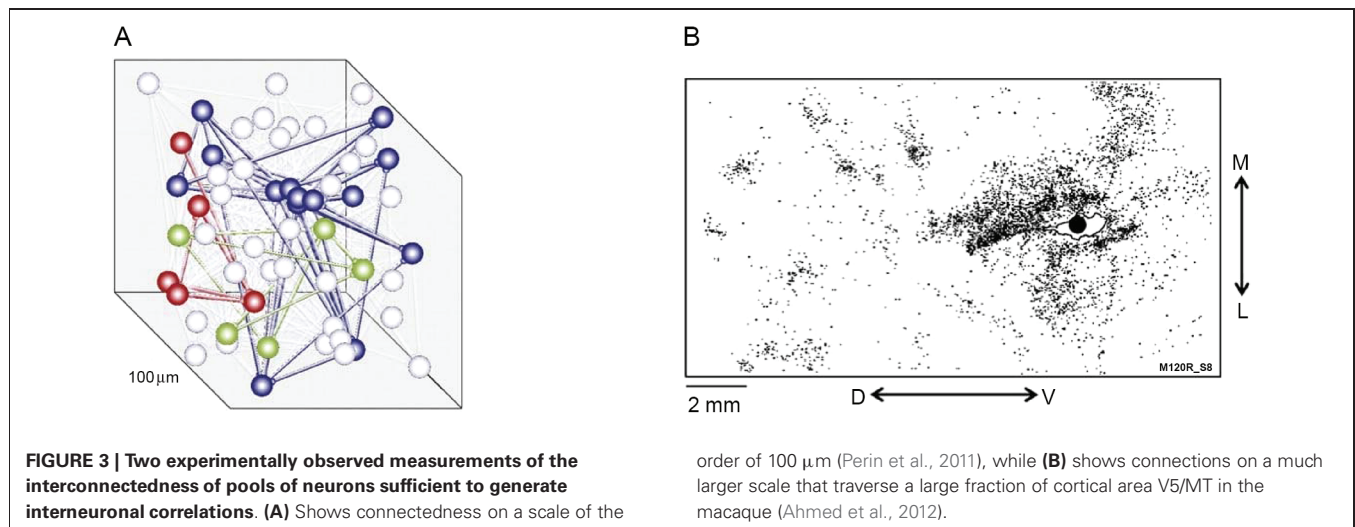 A
B
100 μm
M
L
M120R_S8
2 mm
D
V
FIGURE 3 | Two experimentally observed measurements of the
interconnectedness of pools of neurons sufficient to generate
interneuronal correlations. (A) Shows connectedness on a scale of the
order of 100 μm (Perin et al., 2011), while (B) shows connections on a much
larger scale that traverse a large fraction of cortical area V5/MT in the
macaque (Ahmed et al., 2012).